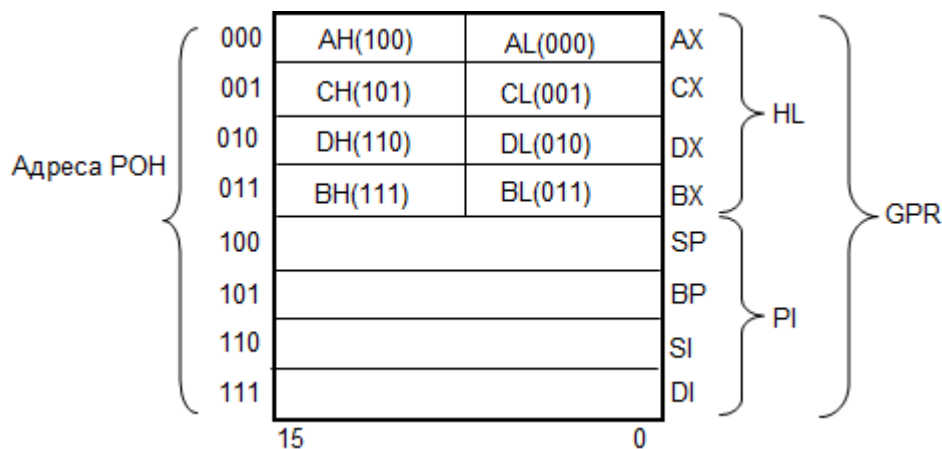 000 AH(100) AL(000) AX
001 CH(101) CL(001) CX
HL
010 DH(110) DL(010) DX
Адреса РОН
011 BH(111) BL(011) BX
GPR
100 SP
101 BP
PI
110 SI
111 DI
15 0